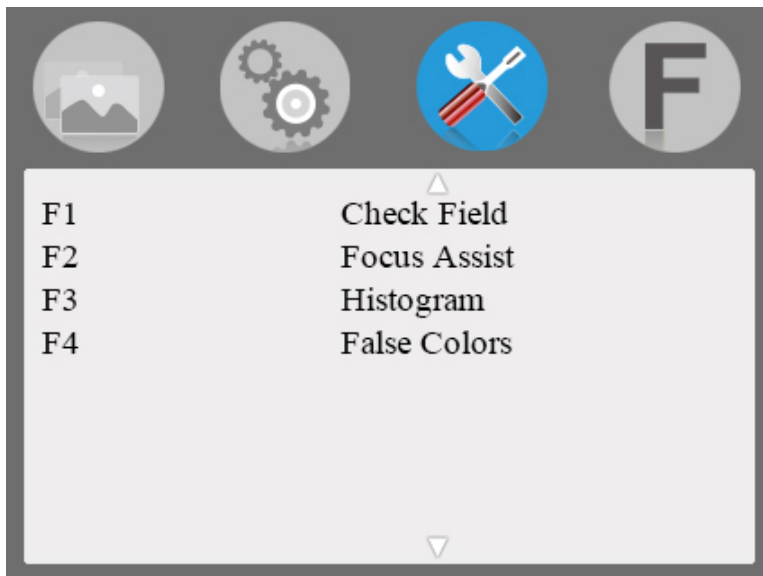 F
F1 Check Field
F2 Focus Assist
F3 Histogram
F4 False Colors